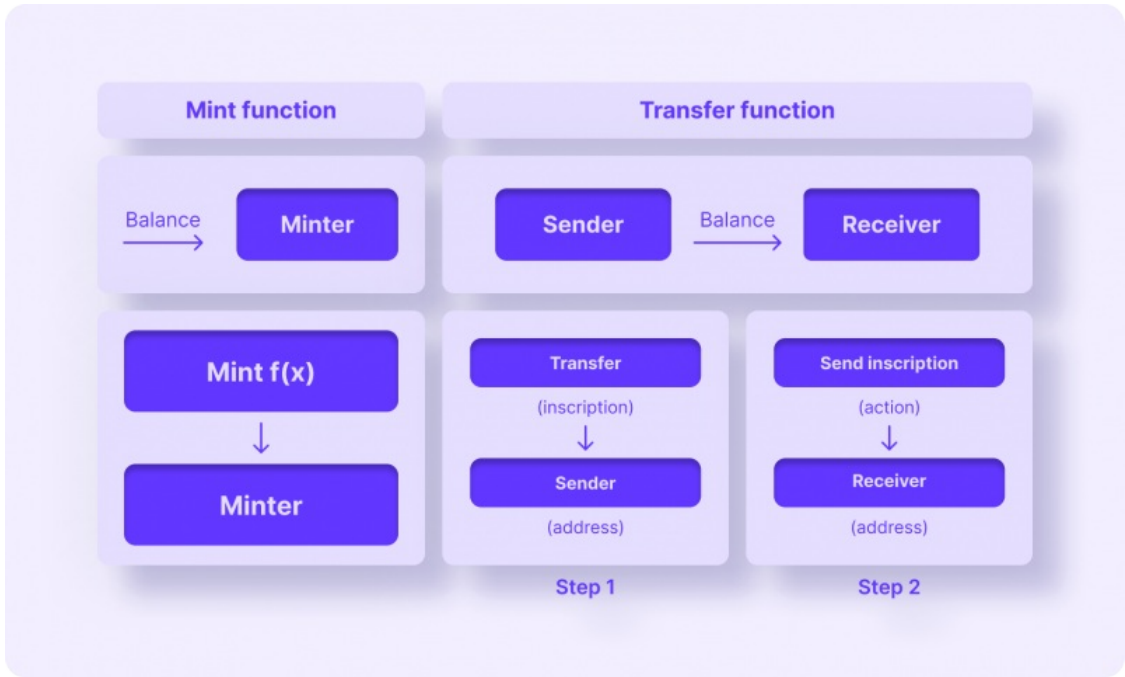 Mint function
Transfer function
Balance
Minter
Sender
Balance
Receiver
Mint f(x)
Minter
Transfer
(inscription)
Sender
(address)
Step 1
Send inscription
(action)
Receiver
(address)
Step 2